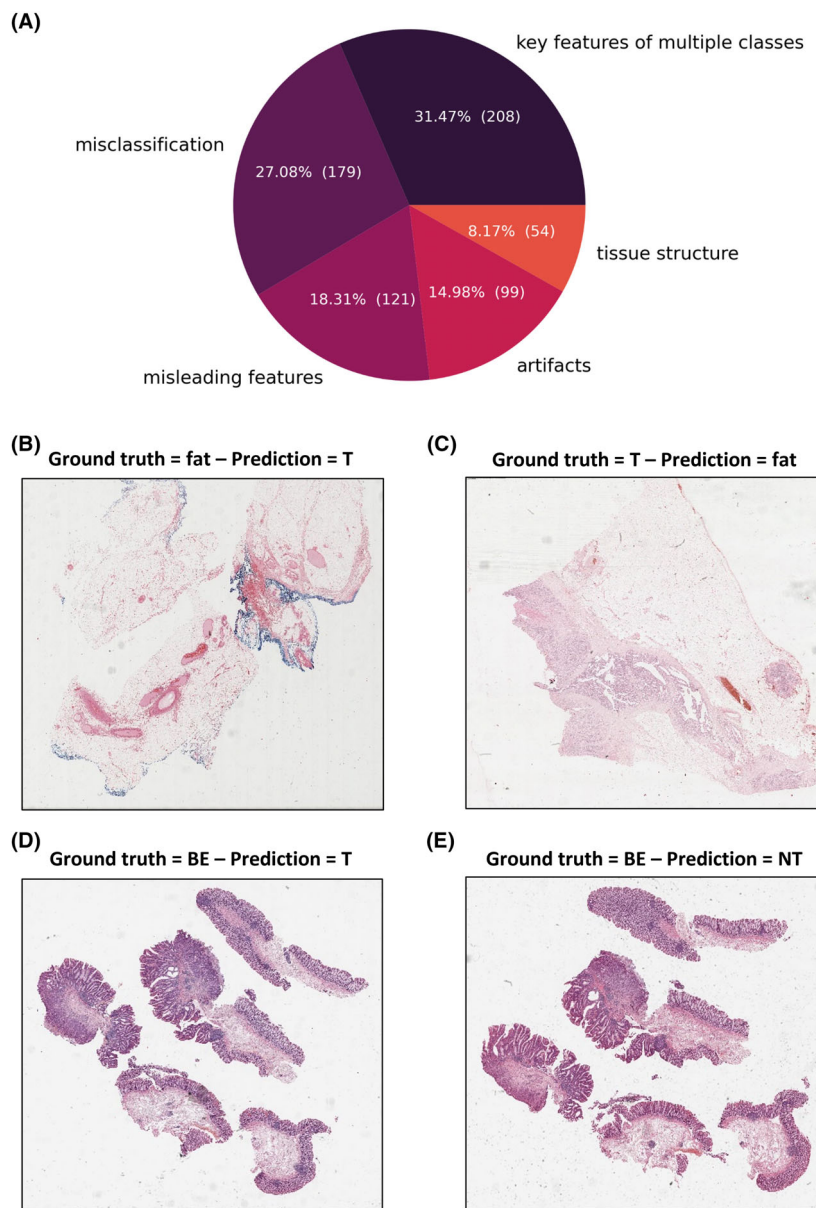 (A)
key features of multiple classes
31.47% (208)
misclassification
27.08% (179)
8.17% (54)
tissue structure
18.31% (121)
14.98% (99)
misleading features
artifacts
(B)
Ground truth = fat – Prediction = T
(C)
Ground truth = T – Prediction = fat
(D)
Ground truth = BE – Prediction = T
(E)
Ground truth = BE – Prediction = NT